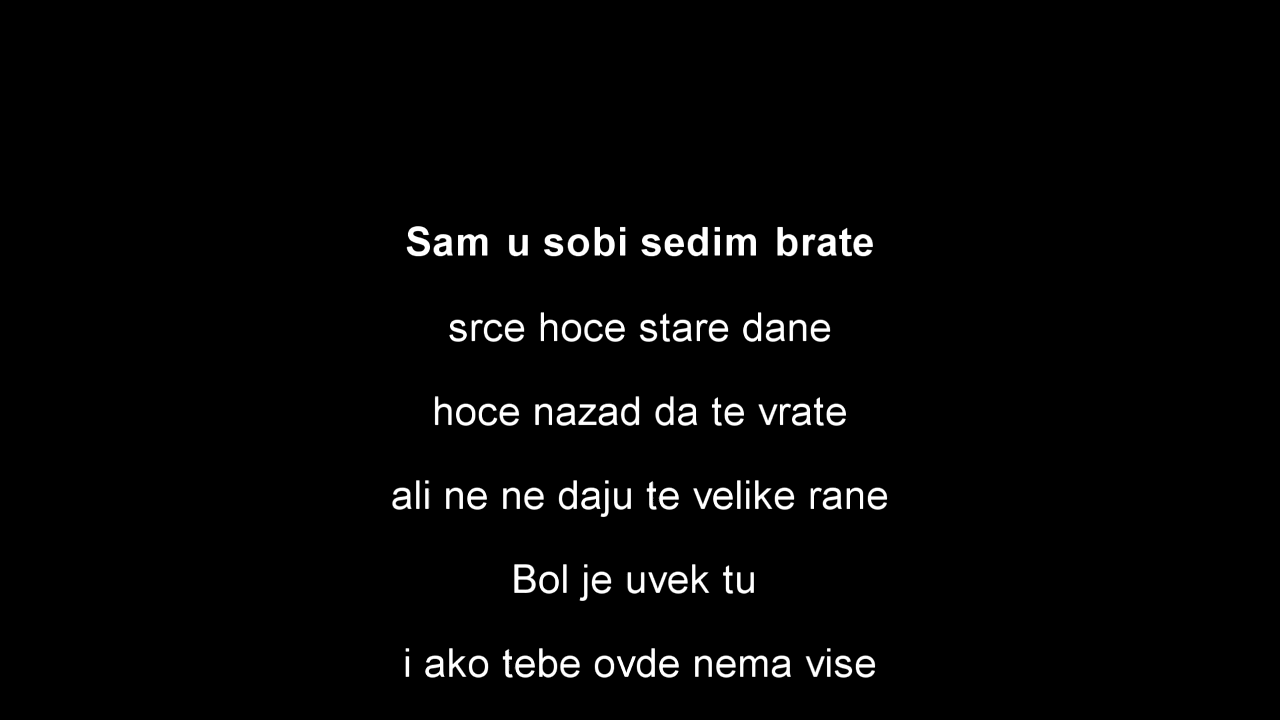 Sam u sobi sedim brate
srce hoce stare dane
hoce nazad da te vrate
ali ne ne daju te velike rane
Bol je uvek tu
i ako tebe ovde nema vise